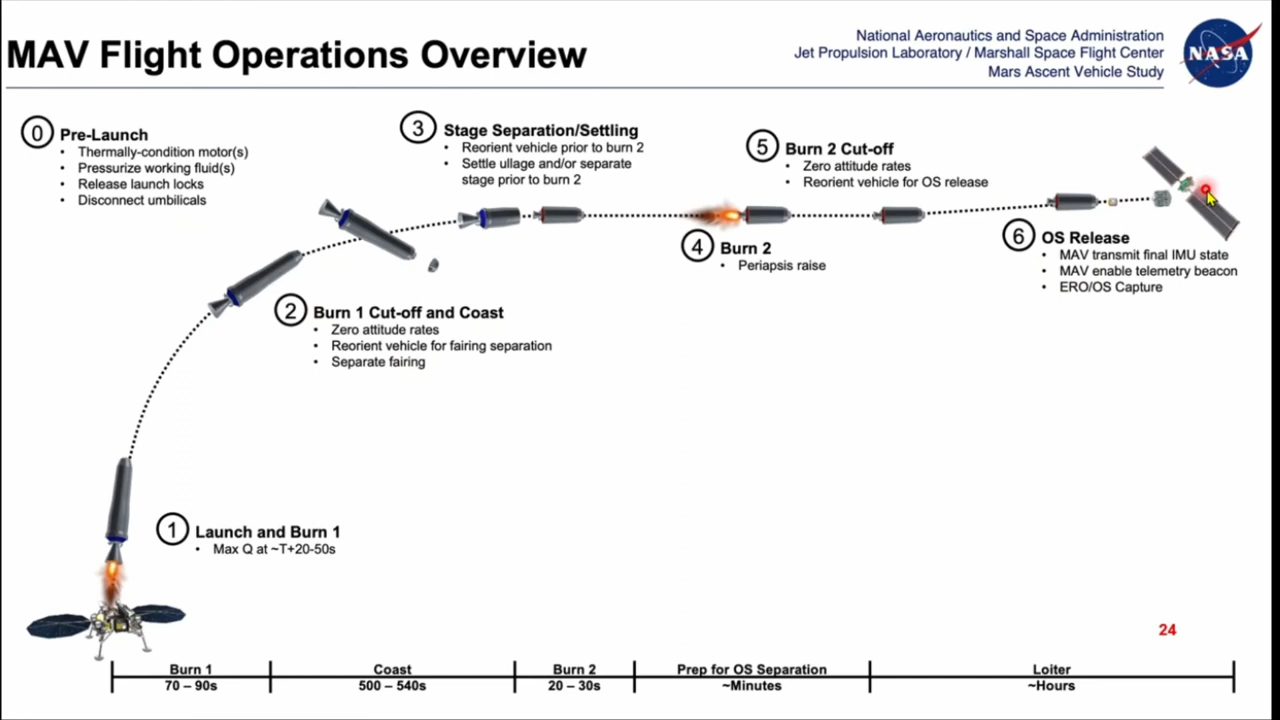 MAV Flight Operations Overview
National Aeronautics and Space Administration
Jet Propulsion Laboratory / Marshall Space Flight Center
Mars Ascent Vehicle Study
NASA
0 Pre-Launch
• Thermally-condition motor(s)
• Pressurize working fluid(s)
• Release launch locks
• Disconnect umbilicals
3 Stage Separation/Settling
• Reorient vehicle prior to burn 2
• Settle ullage and/or separate
stage prior to burn 2
5 Burn 2 Cut-off
• Zero attitude rates
• Reorient vehicle for OS release
4 Burn 2
• Periapsis raise
6 OS Release
• MAV transmit final IMU state
• MAV enable telemetry beacon
• ERO/OS Capture
2 Burn 1 Cut-off and Coast
• Zero attitude rates
• Reorient vehicle for fairing separation
• Separate fairing
1 Launch and Burn 1
• Max Q at ~T+20-50s
24
Burn 1 Coast Burn 2 Prep for OS Separation Loiter
70 – 90s 500 – 540s 20 – 30s ~Minutes ~Hours